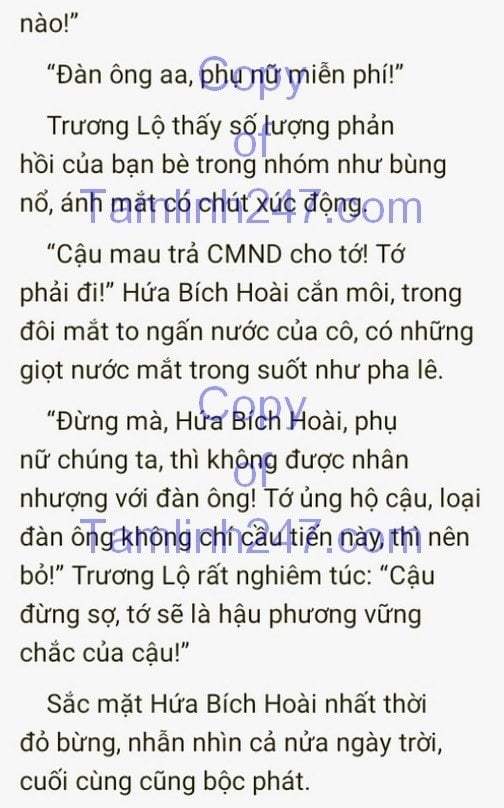 nào!”
“Đàn ông aa, phụ nữ miễn phí!”
Trương Lộ thấy số lượng phản
hồi của bạn bè trong nhóm như bùng
nổ, ánh mắt có chút xúc động.
“Cậu mau trả CMND cho tớ! Tớ
phải đi!” Hứa Bích Hoài cắn môi, trong
đôi mắt to ngấn nước của cô, có những
giọt nước mắt trong suốt như pha lê.
“Đừng mà, Hứa Bích Hoài, phụ
nữ chúng ta, thì không được nhân
nhượng với đàn ông! Tớ ủng hộ cậu, loại
đàn ông không chí cầu tiến này, thì nên
bỏ!” Trương Lộ rất nghiêm túc: “Cậu
đừng sợ, tớ sẽ là hậu phương vững
chắc của cậu!”
Sắc mặt Hứa Bích Hoài nhất thời
đỏ bừng, nhẫn nhìn cả nửa ngày trời,
cuối cùng cũng bộc phát.
Copy
of
Tamlinh247.com
Copy
of
Tamlinh247.com